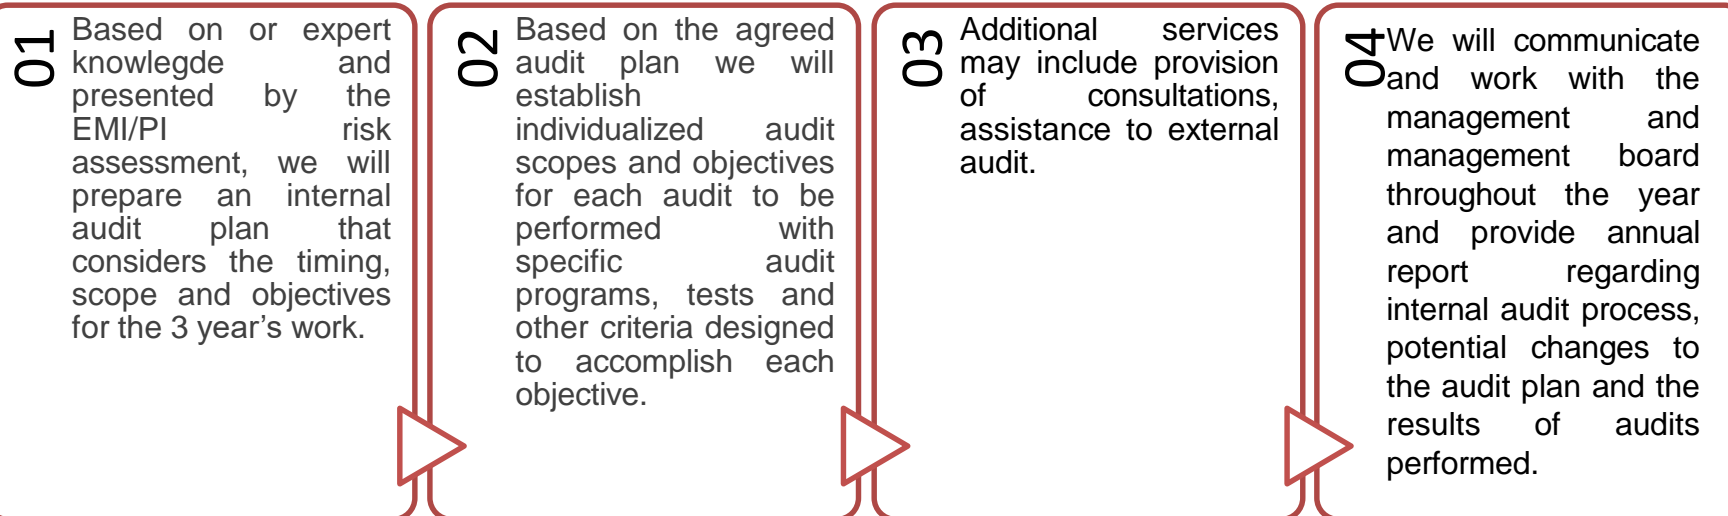 01
Based on or expert
knowlegde and
presented by the
EMI/PI risk
assessment, we will
prepare an internal
audit plan that
considers the timing,
scope and objectives
for the 3 year’s work.
02
Based on the agreed
audit plan we will
establish
individualized audit
scopes and objectives
for each audit to be
performed with
specific audit
programs, tests and
other criteria designed
to accomplish each
objective.
03
Additional services
may include provision
of consultations,
assistance to external
audit.
04
We will communicate
and work with the
management and
management board
throughout the year
and provide annual
report regarding
internal audit process,
potential changes to
the audit plan and the
results of audits
performed.